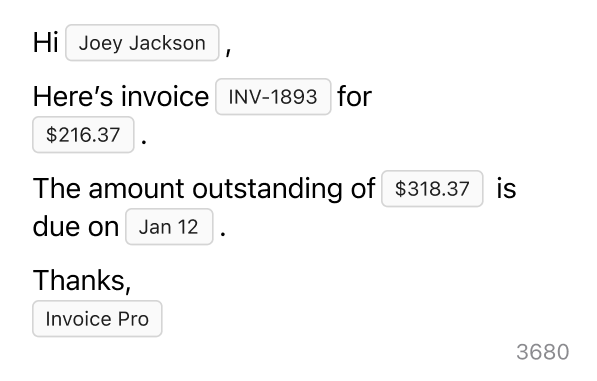 Hi Joey Jackson ,
Here’s invoice INV-1893 for
$216.37 .
The amount outstanding of $318.37 is
due on Jan 12 .
Thanks,
Invoice Pro
3680